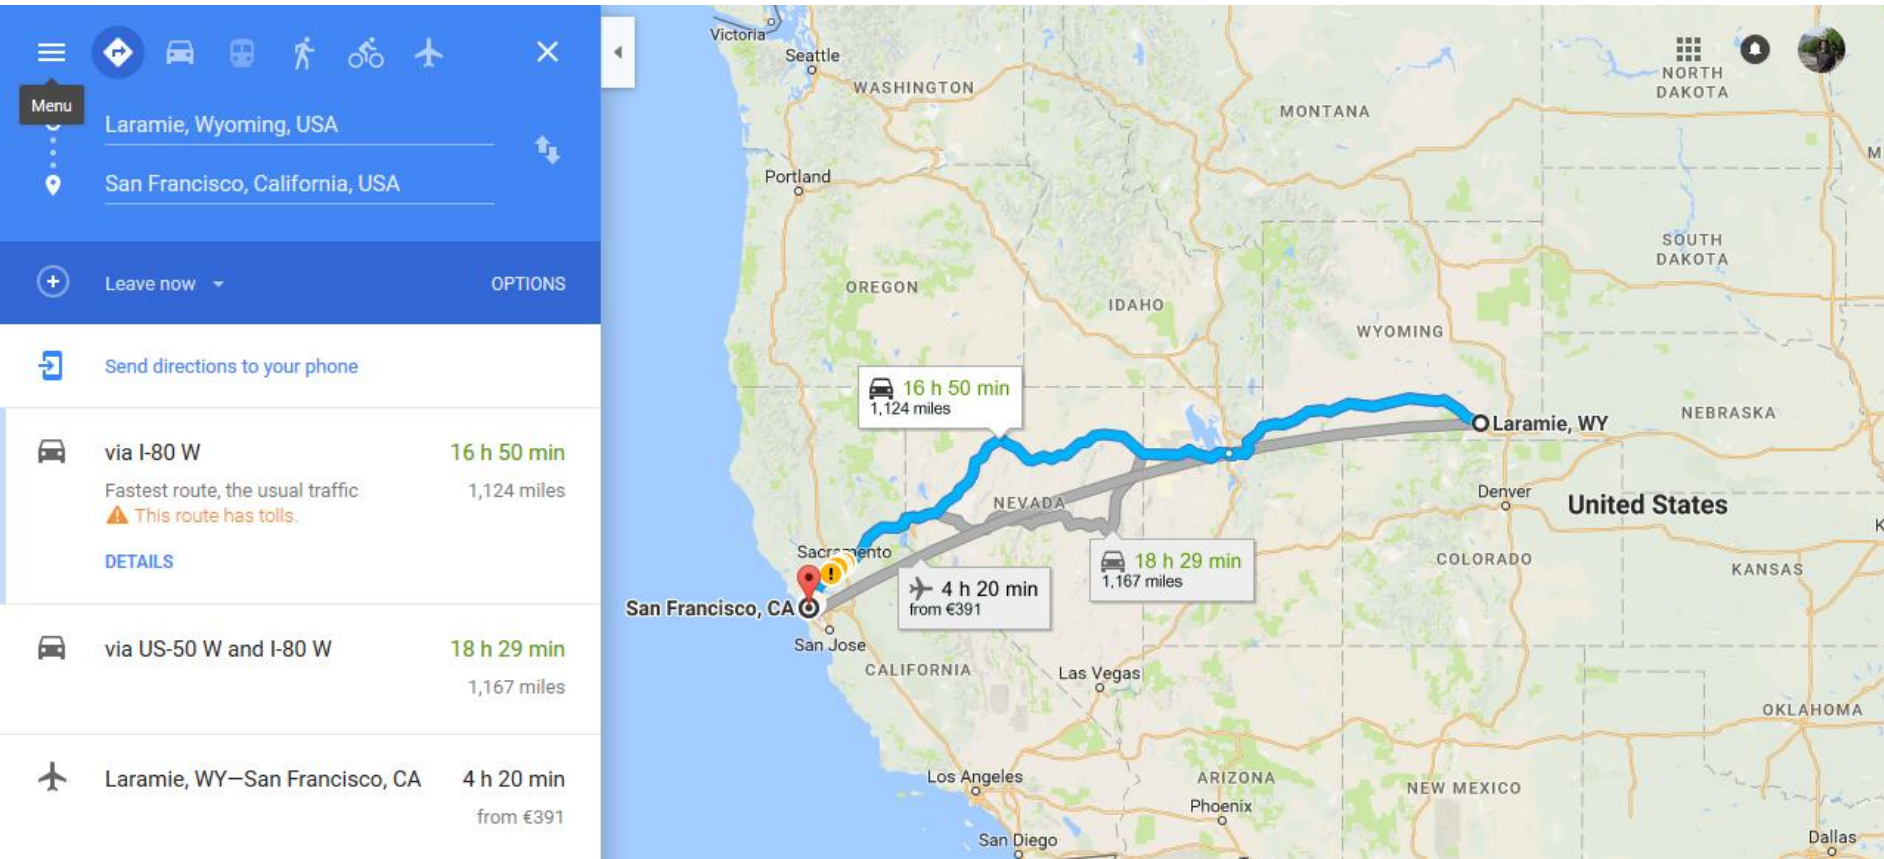 Menu
Laramie, Wyoming, USA
San Francisco, California, USA
Leave now
OPTIONS
Send directions to your phone
via I-80 W
16 h 50 min
Fastest route, the usual traffic
1,124 miles
This route has tolls.
DETAILS
via US-50 W and I-80 W
18 h 29 min
1,167 miles
Laramie, WY—San Francisco, CA
4 h 20 min
from €391
Victoria
Seattle
WASHINGTON
MONTANA
NORTH
DAKOTA
M
Portland
OREGON
IDAHO
SOUTH
DAKOTA
WYOMING
16 h 50 min
1,124 miles
Laramie, WY
NEBRASKA
NEVADA
Denver
United States
K
Sacramento
18 h 29 min
1,167 miles
COLORADO
KANSAS
4 h 20 min
from €391
San Francisco, CA
San Jose
CALIFORNIA
Las Vegas
OKLAHOMA
Los Angeles
ARIZONA
NEW MEXICO
Phoenix
San Diego
Dallas